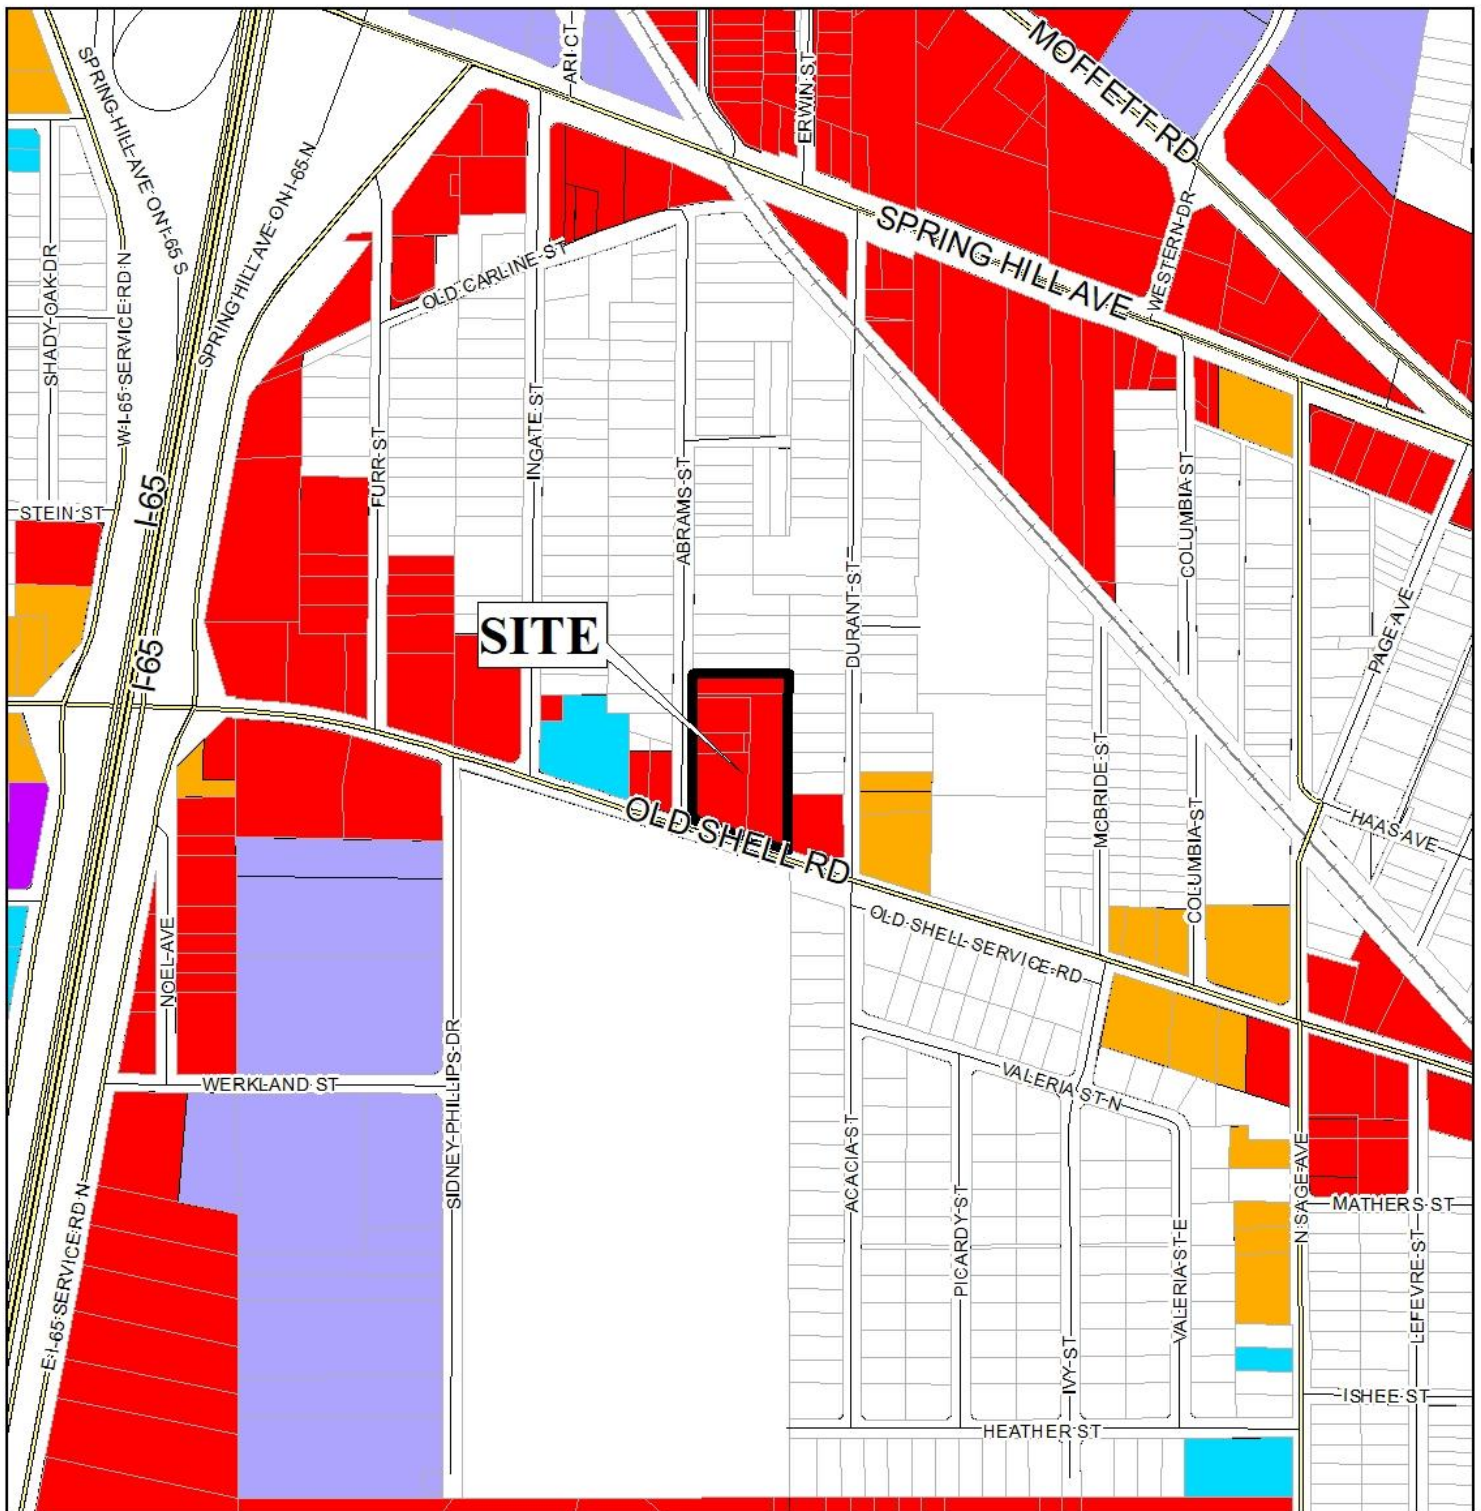 ARI CT
ERWIN ST
MOFFETT RD
SPRING HILL AVE ON I-65 S
SPRING HILL AVE ON I-65 N
SHADY OAK DR
W I-65 SERVICE RD N
OLD CARLINE ST
SPRING HILL AVE
WESTERN DR
FURR ST
INGATE ST
ABRAMS ST
DURANT ST
COLUMBIA ST
STEIN ST
I-65
PAGE AVE
SITE
I-65
MCBRIDE ST
COLUMBIA ST
HAAS AVE
OLD SHELL RD
NOEL AVE
OLD SHELL SERVICE RD
SIDNEY PHILLIPS DR
WERKLAND ST
VALERIA ST N
ACACIA ST
PICARDY ST
N SAGE AVE
MATHERS ST
E I-65 SERVICE RD N
VALERIA ST E
LEFEVRE ST
IVY ST
ISHEE ST
HEATHER ST